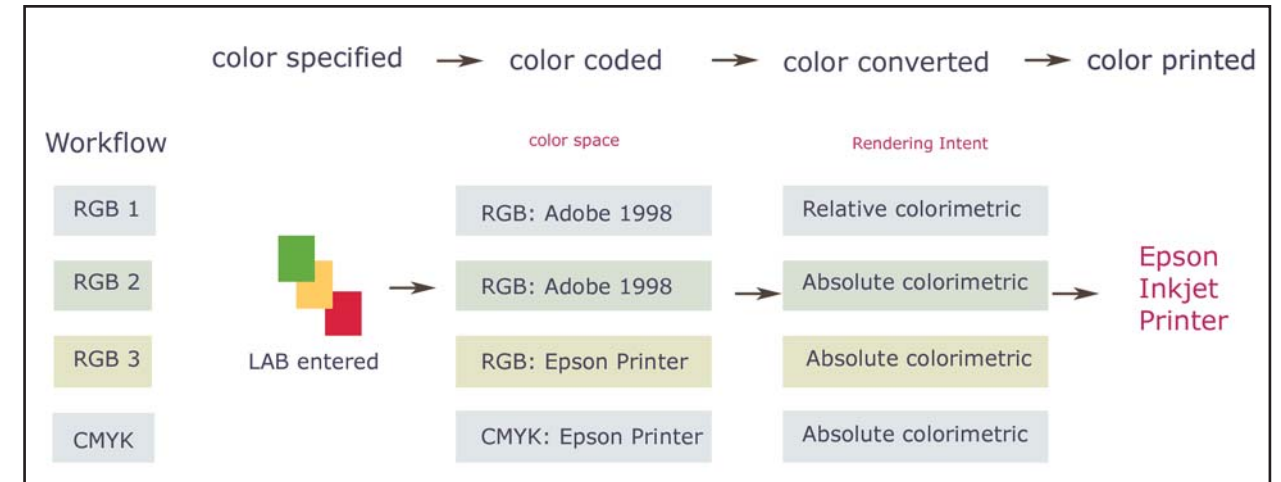 color specified color coded color converted color printed
Workflow color space Rendering Intent
RGB 1 RGB: Adobe 1998 Relative colorimetric
RGB 2 RGB: Adobe 1998 Absolute colorimetric
Epson
Inkjet
Printer
RGB 3 LAB entered RGB: Epson Printer Absolute colorimetric
CMYK CMYK: Epson Printer Absolute colorimetric